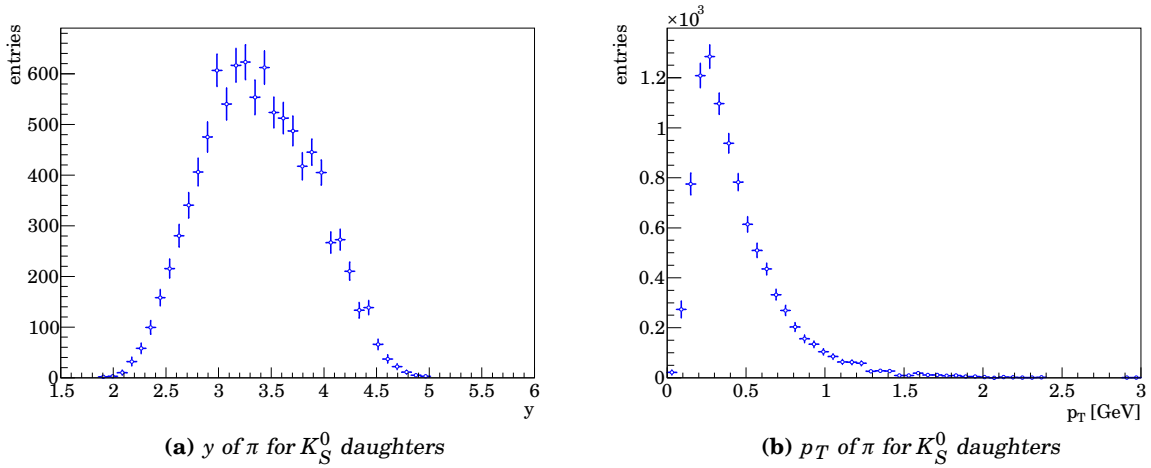 entries
600
500
400
300
200
100
0
1.5 2 2.5 3 3.5 4 4.5 5 5.5 6
y
(a) y of π for K_S^0 daughters
×10^3
entries
1.2
1
0.8
0.6
0.4
0.2
0
0 0.5 1 1.5 2 2.5 3
p_T [GeV]
(b) p_T of π for K_S^0 daughters